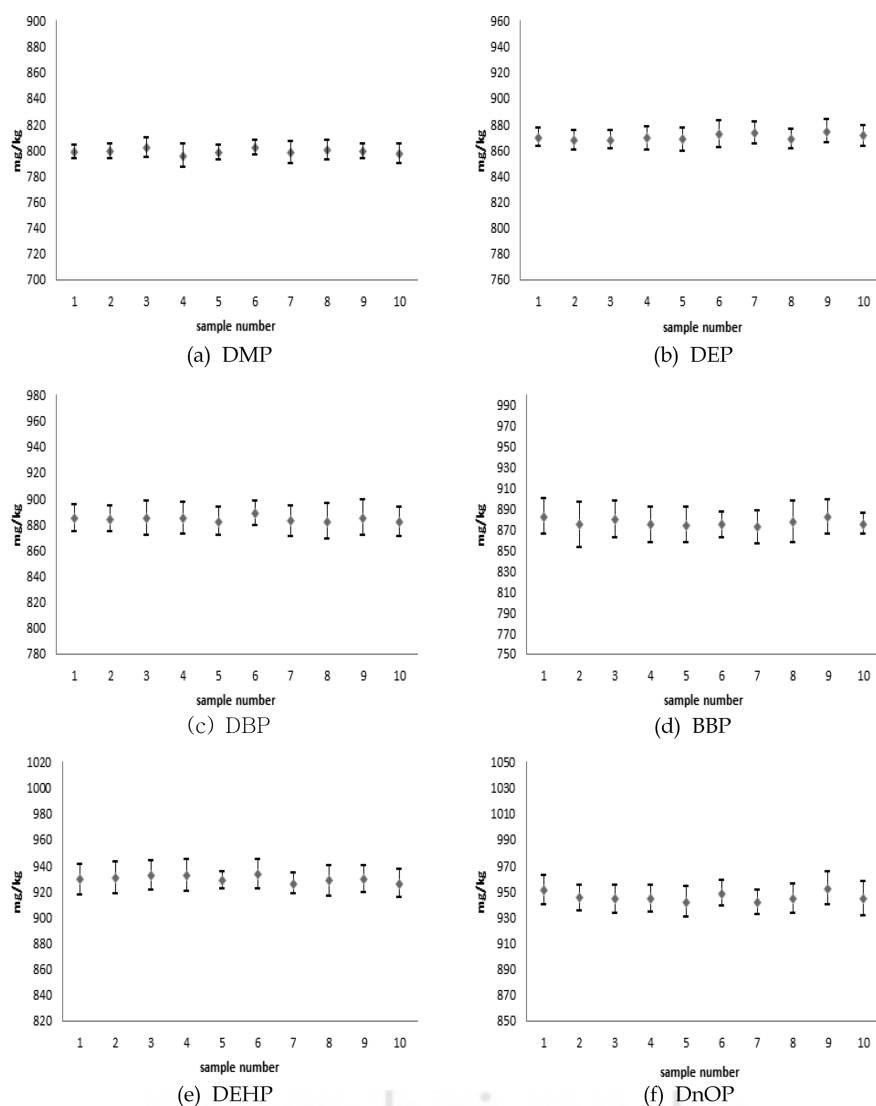 900
880
860
840
820
800
780
760
740
720
700
mg/kg
1 2 3 4 5 6 7 8 9 10
sample number
(a) DMP
960
940
920
900
880
860
840
820
800
780
760
mg/kg
1 2 3 4 5 6 7 8 9 10
sample number
(b) DEP
980
960
940
920
900
880
860
840
820
800
780
mg/kg
1 2 3 4 5 6 7 8 9 10
sample number
(c) DBP
990
970
950
930
910
890
870
850
830
810
790
770
750
mg/kg
1 2 3 4 5 6 7 8 9 10
sample number
(d) BBP
1020
1000
980
960
940
920
900
880
860
840
820
mg/kg
1 2 3 4 5 6 7 8 9 10
sample number
(e) DEHP
1050
1030
1010
990
970
950
930
910
890
870
850
mg/kg
1 2 3 4 5 6 7 8 9 10
sample number
(f) DnOP